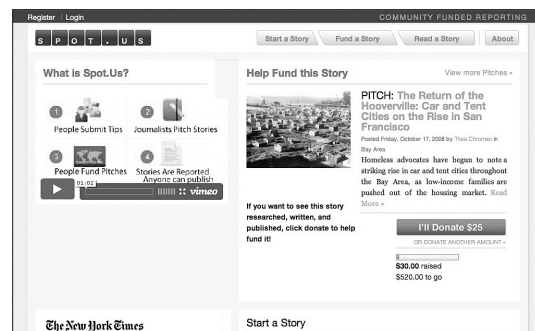 Register | Login
COMMUNITY FUNDED REPORTING
SPOT.US
Start a Story
Fund a Story
Read a Story
About
What is Spot.Us?
1
2
People Submit Tips
Journalists Pitch Stories
3
4
People Fund Pitches
Stories Are Reported
Anyone can publish
01:02
vimeo
Help Fund this Story
View more Pitches »
PITCH: The Return of the
Hooverville: Car and Tent
Cities on the Rise in San
Francisco
Posted Friday, October 17, 2008 by Thea Chroman in
Bay Area
Homeless advocates have begun to note a
striking rise in car and tent cities throughout
the Bay Area, as low-income families are
pushed out of the housing market. Read
More »
If you want to see this story
researched, written, and
published, click donate to help
fund it!
I'll Donate $25
OR DONATE ANOTHER AMOUNT »
$30.00 raised
$520.00 to go
The New York Times
Start a Story